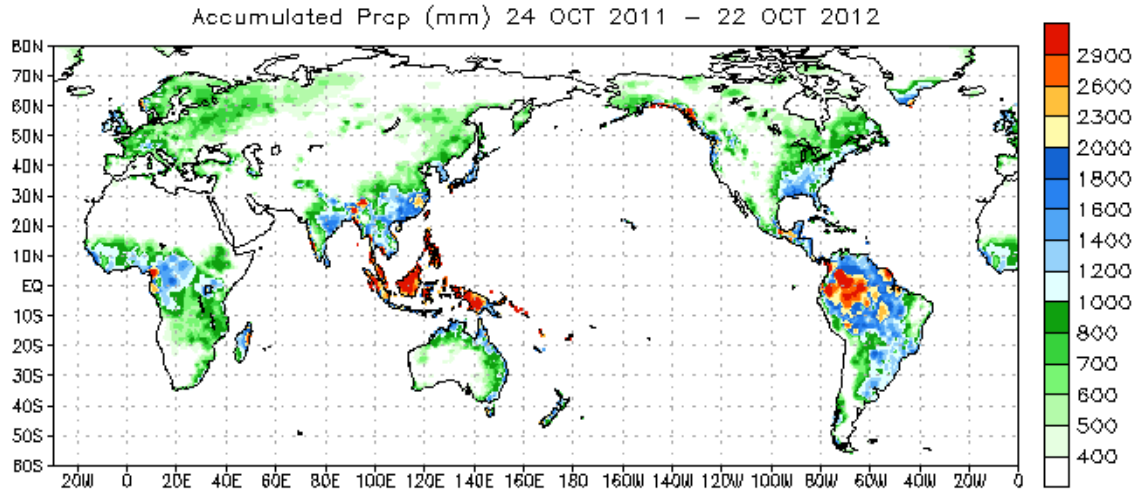 Accumulated Prap (mm) 24 OCT 2011 – 22 OCT 2012
80N
70N
60N
50N
40N
30N
20N
10N
EQ
10S
20S
30S
40S
50S
60S
20W 0 20E 40E 60E 80E 100E 120E 140E 160E 180 160W 140W 120W 100W 80W 60W 40W 20W 0
2900
2600
2300
2000
1800
1600
1400
1200
1000
800
700
600
500
400